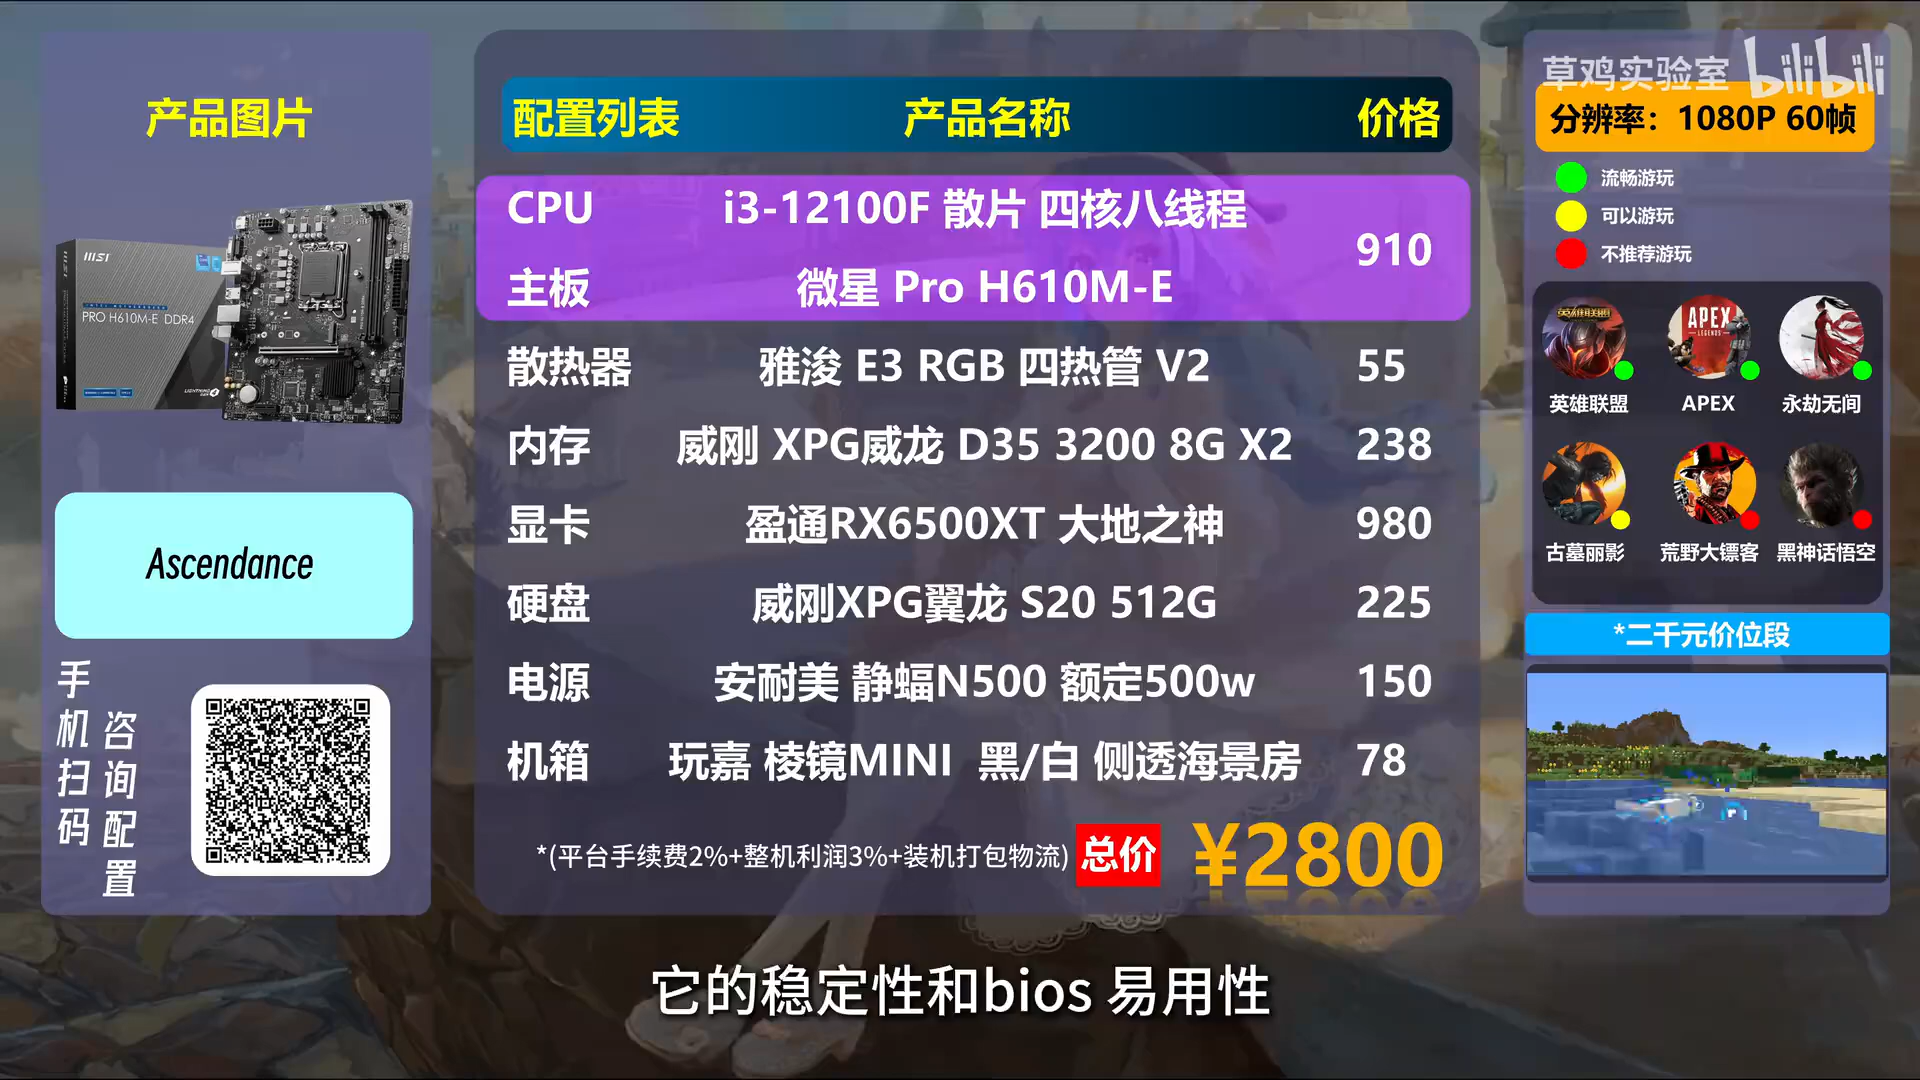 产品图片
msi
PRO H610M-E DDR4
Ascendance
手机扫码
咨询配置
配置列表 产品名称 价格
CPU i3-12100F 散片 四核八线程
910
主板 微星 Pro H610M-E
散热器 雅浚 E3 RGB 四热管 V2 55
内存 威刚 XPG威龙 D35 3200 8G X2 238
显卡 盈通RX6500XT 大地之神 980
硬盘 威刚XPG翼龙 S20 512G 225
电源 安耐美 静蝠N500 额定500w 150
机箱 玩嘉 棱镜MINI 黑/白 侧透海景房 78
*(平台手续费2%+整机利润3%+装机打包物流) 总价 ¥2800
草鸡实验室 bilibili
分辨率：1080P 60帧
流畅游玩
可以游玩
不推荐游玩
英雄联盟
APEX
LEGENDS
英雄联盟 APEX 永劫无间
古墓丽影 荒野大镖客 黑神话悟空
*二千元价位段
它的稳定性和bios 易用性